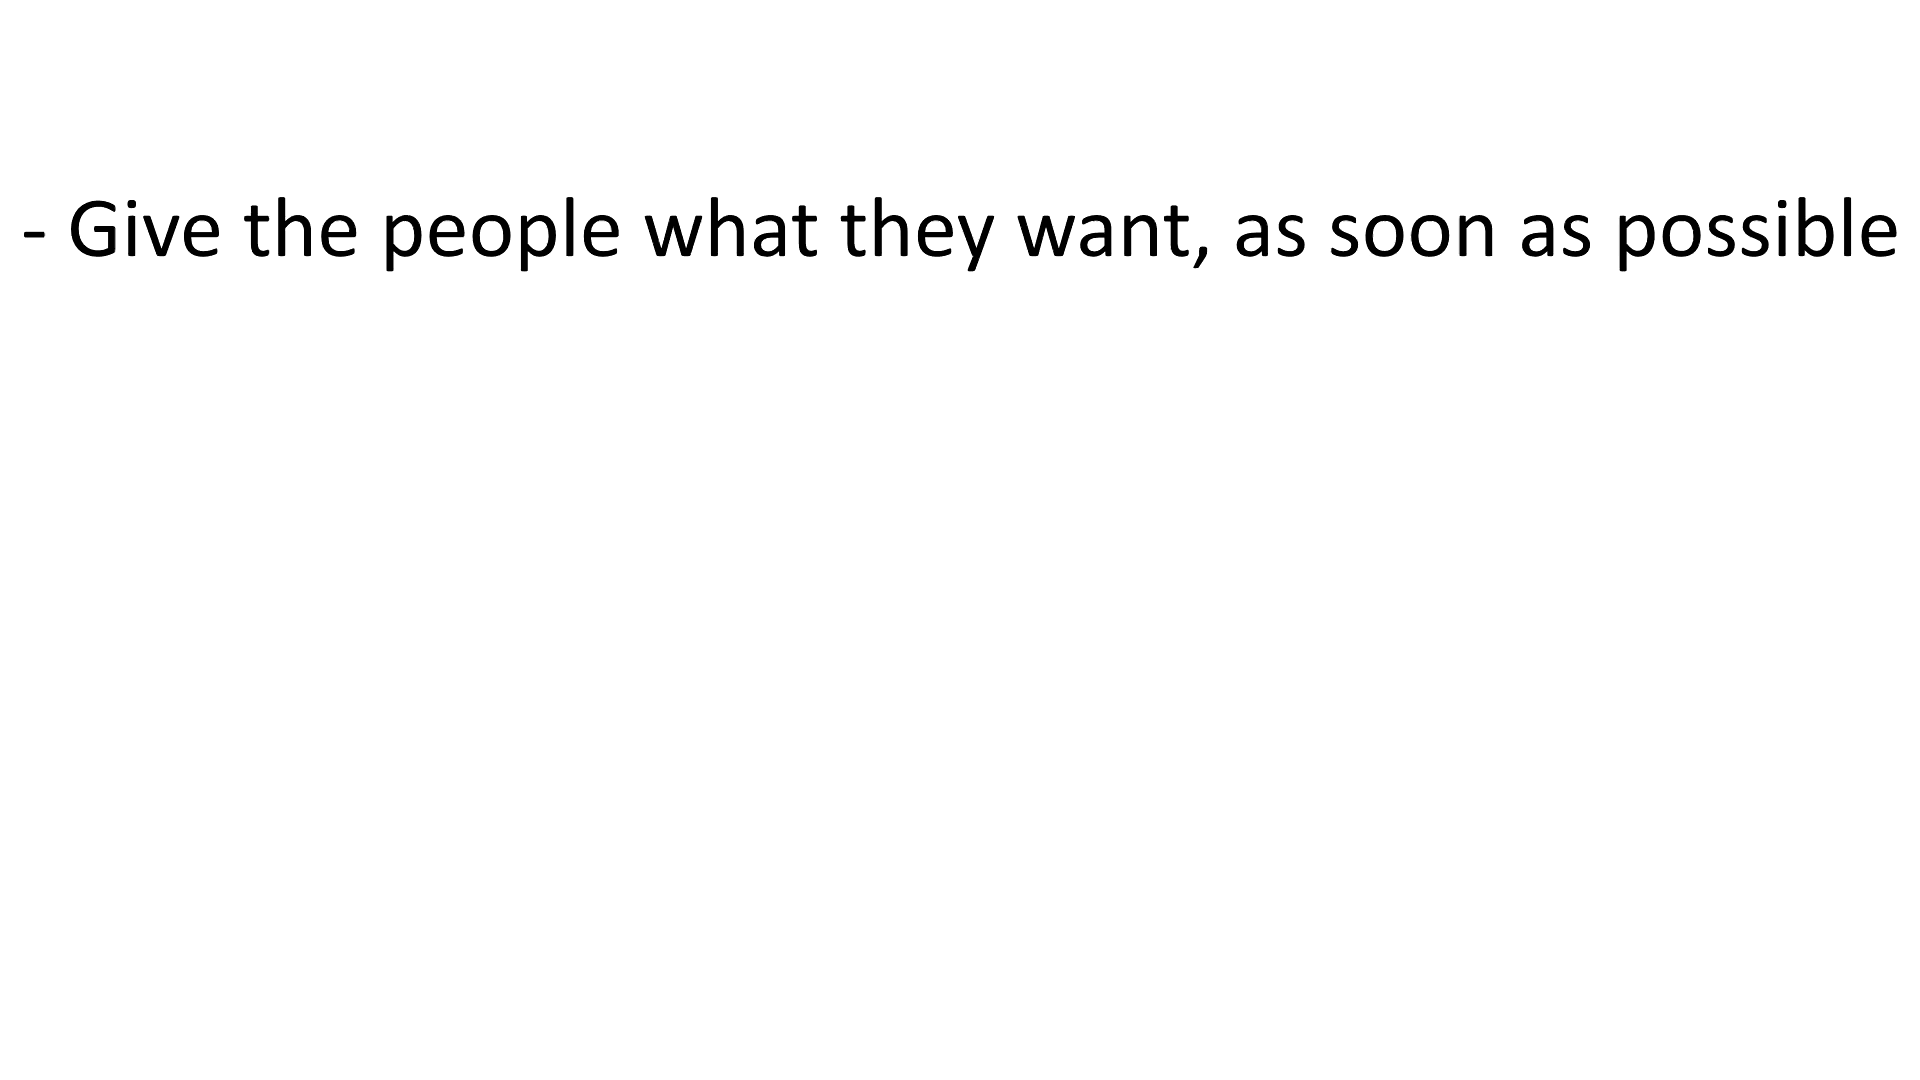 - Give the people what they want, as soon as possible